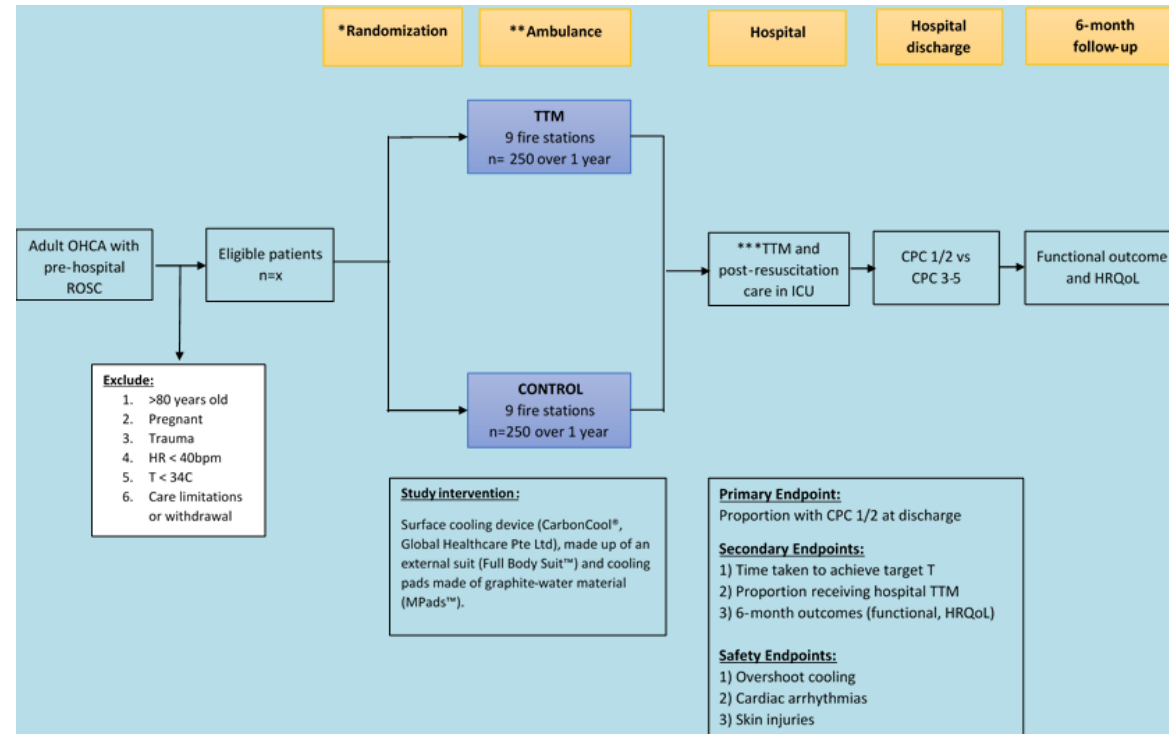 *Randomization
**Ambulance
Hospital
Hospital
discharge
6-month
follow-up
TTM
9 fire stations
n= 250 over 1 year
Adult OHCA with
pre-hospital
ROSC
Eligible patients
n=x
***TTM and
post-resuscitation
care in ICU
CPC 1/2 vs
CPC 3-5
Functional outcome
and HRQoL
Exclude:
1. >80 years old
2. Pregnant
3. Trauma
4. HR < 40bpm
5. T < 34C
6. Care limitations
or withdrawal
CONTROL
9 fire stations
n=250 over 1 year
Study intervention:
Surface cooling device (CarbonCool®,
Global Healthcare Pte Ltd), made up of an
external suit (Full Body Suit™) and cooling
pads made of graphite-water material
(MPads™).
Primary Endpoint:
Proportion with CPC 1/2 at discharge
Secondary Endpoints:
1) Time taken to achieve target T
2) Proportion receiving hospital TTM
3) 6-month outcomes (functional, HRQoL)
Safety Endpoints:
1) Overshoot cooling
2) Cardiac arrhythmias
3) Skin injuries